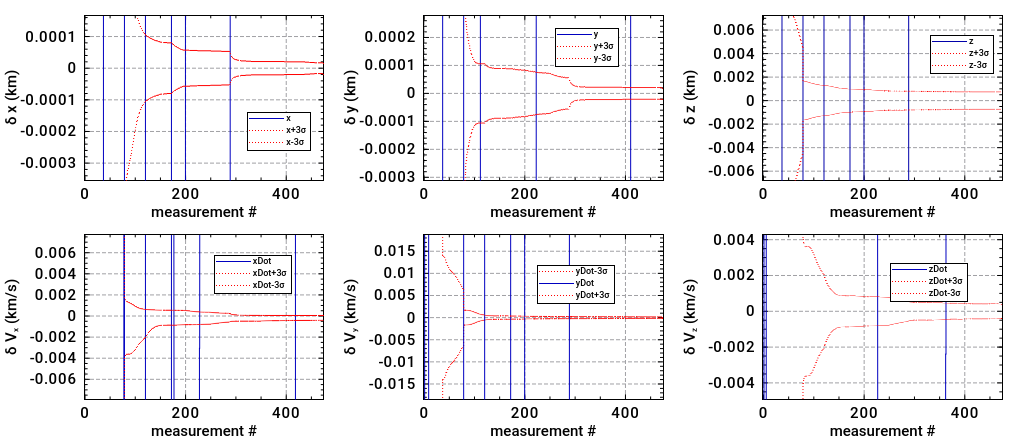 δ x (km)
0.0001
0
-0.0001
-0.0002
-0.0003
x
x+3σ
x-3σ
0 200 400
measurement #
δ y (km)
0.0002
0.0001
0
-0.0001
-0.0002
-0.0003
y
y+3σ
y-3σ
0 200 400
measurement #
δ z (km)
0.006
0.004
0.002
0
-0.002
-0.004
-0.006
z
z+3σ
z-3σ
0 200 400
measurement #
δ Vx (km/s)
0.006
0.004
0.002
0.000
-0.002
-0.004
-0.006
xDot
xDot+3σ
xDot-3σ
0 200 400
measurement #
δ Vy (km/s)
0.015
0.010
0.005
0
-0.005
-0.01
-0.015
yDot-3σ
yDot
yDot+3σ
0 200 400
measurement #
δ Vz (km/s)
0.004
0.002
0
-0.002
-0.004
zDot
zDot+3σ
zDot-3σ
0 200 400
measurement #